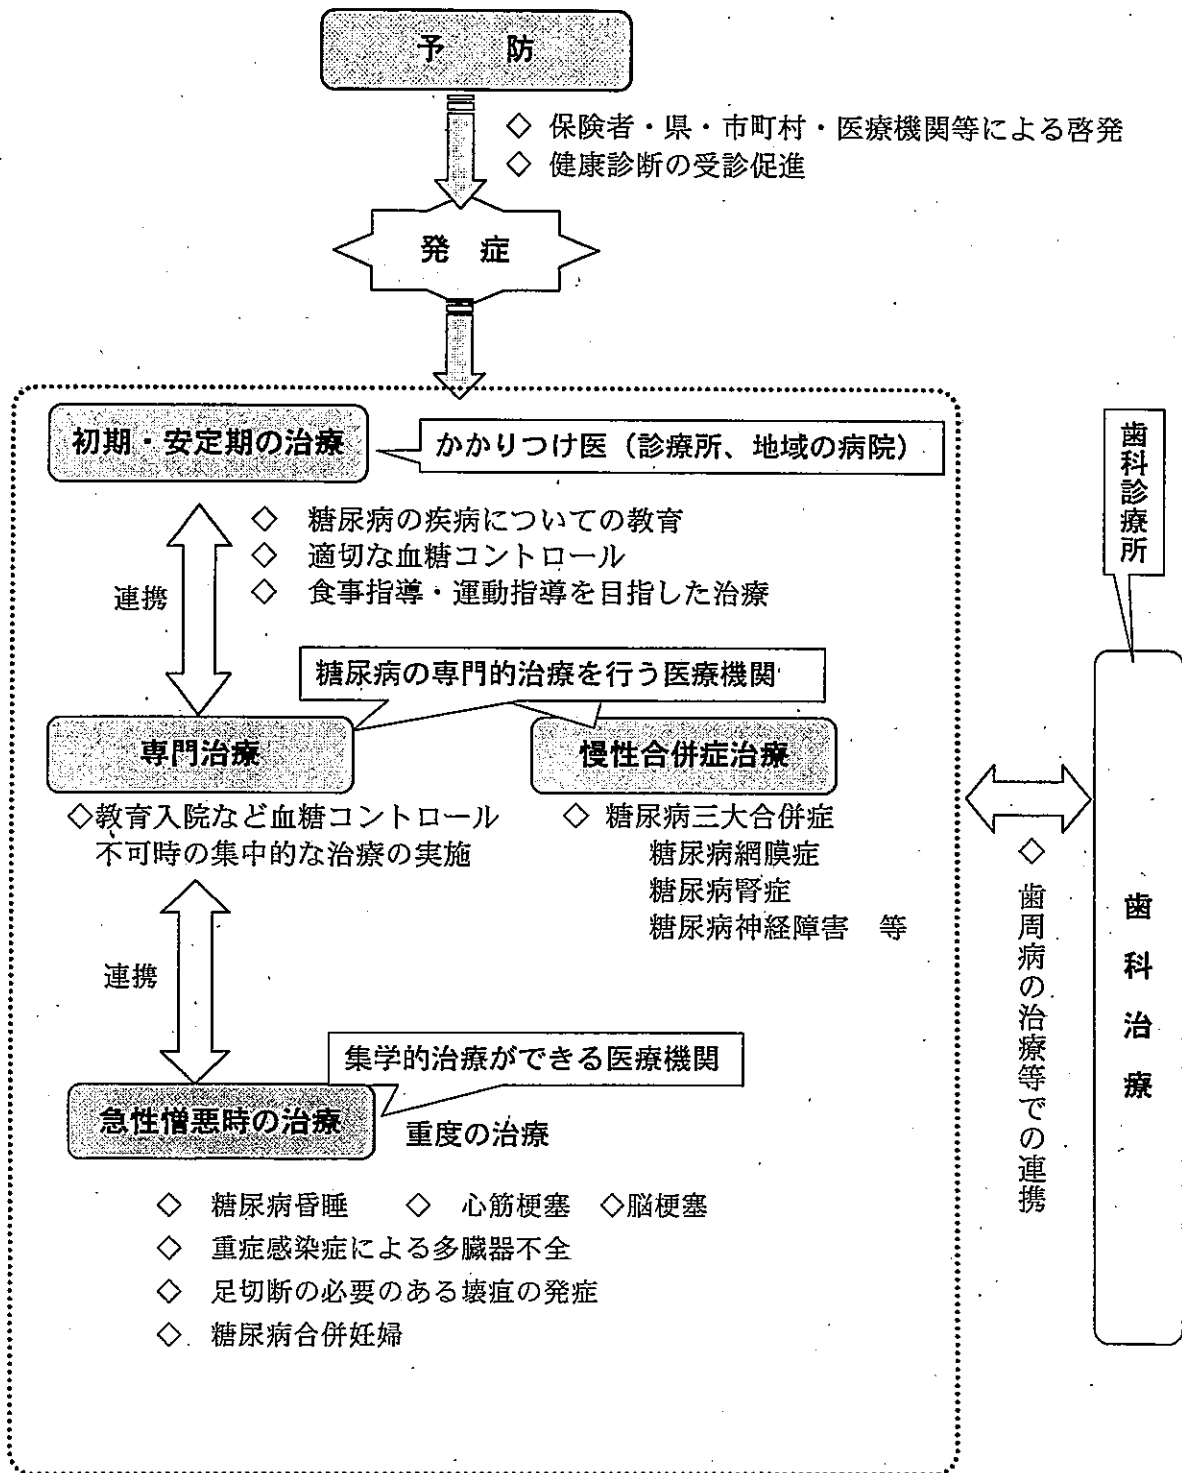 予　防
◇ 保険者・県・市町村・医療機関等による啓発
◇ 健康診断の受診促進
発　症
初期・安定期の治療
かかりつけ医（診療所、地域の病院）
◇ 糖尿病の疾病についての教育
◇ 適切な血糖コントロール
◇ 食事指導・運動指導を目指した治療
連携
糖尿病の専門的治療を行う医療機関
専門治療
慢性合併症治療
◇教育入院など血糖コントロール
不可時の集中的な治療の実施
◇ 糖尿病三大合併症
糖尿病網膜症
糖尿病腎症
糖尿病神経障害　等
連携
集学的治療ができる医療機関
急性憎悪時の治療
重度の治療
◇ 糖尿病昏睡　◇ 心筋梗塞　◇脳梗塞
◇ 重症感染症による多臓器不全
◇ 足切断の必要のある壊疽の発症
◇ 糖尿病合併妊婦
歯科診療所
◇ 歯周病の治療等での連携
歯科治療